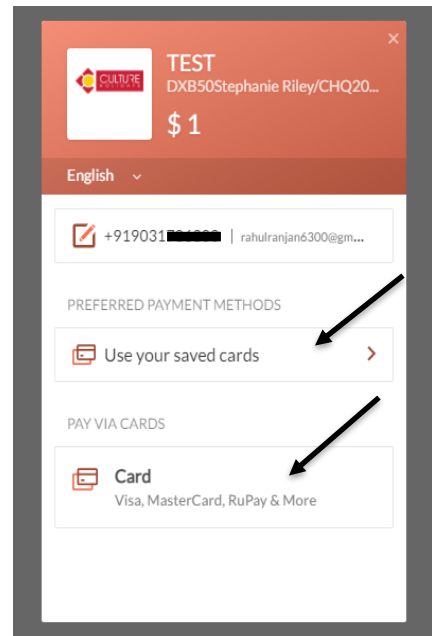 CULTURE
HOLIDAYS
TEST
DXB50Stephanie Riley/CHQ20...
$ 1
English
+919031 | rahulranjan6300@gm...
PREFERRED PAYMENT METHODS
Use your saved cards
PAY VIA CARDS
Card
Visa, MasterCard, RuPay & More